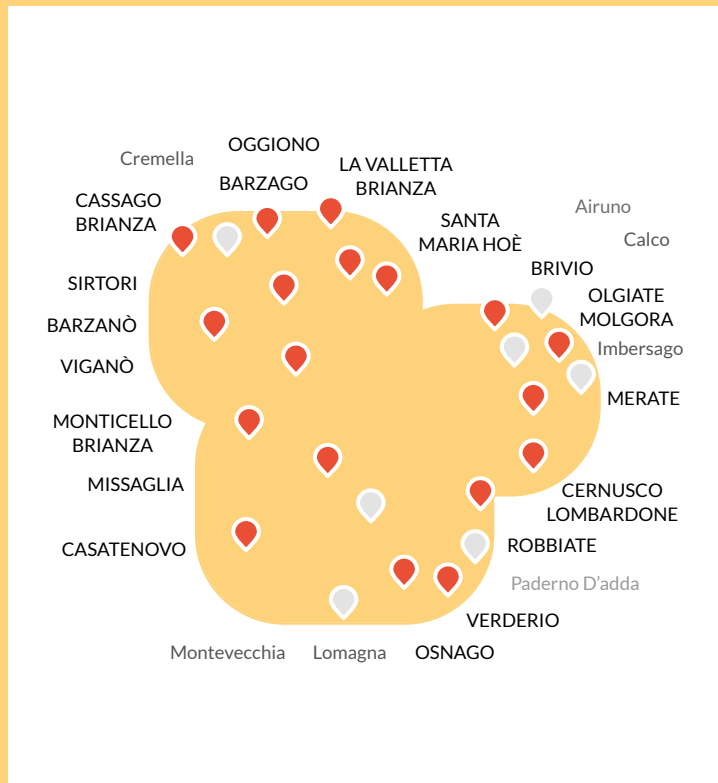 OGGIONO
Cremella
LA VALLETTA
BRIANZA
BARZAGO
CASSAGO
BRIANZA
SANTA
MARIA HOÈ
Airuno
Calco
BRIVIO
SIRTORI
OLGIATE
MOLGORA
BARZANÒ
Imbersago
VIGANÒ
MERATE
MONTICELLO
BRIANZA
MISSAGLIA
CERNUSCO
LOMBARDONE
CASATENOVO
ROBBIATE
Paderno D'adda
VERDERIO
Montevecchia
Lomagna
OSNAGO